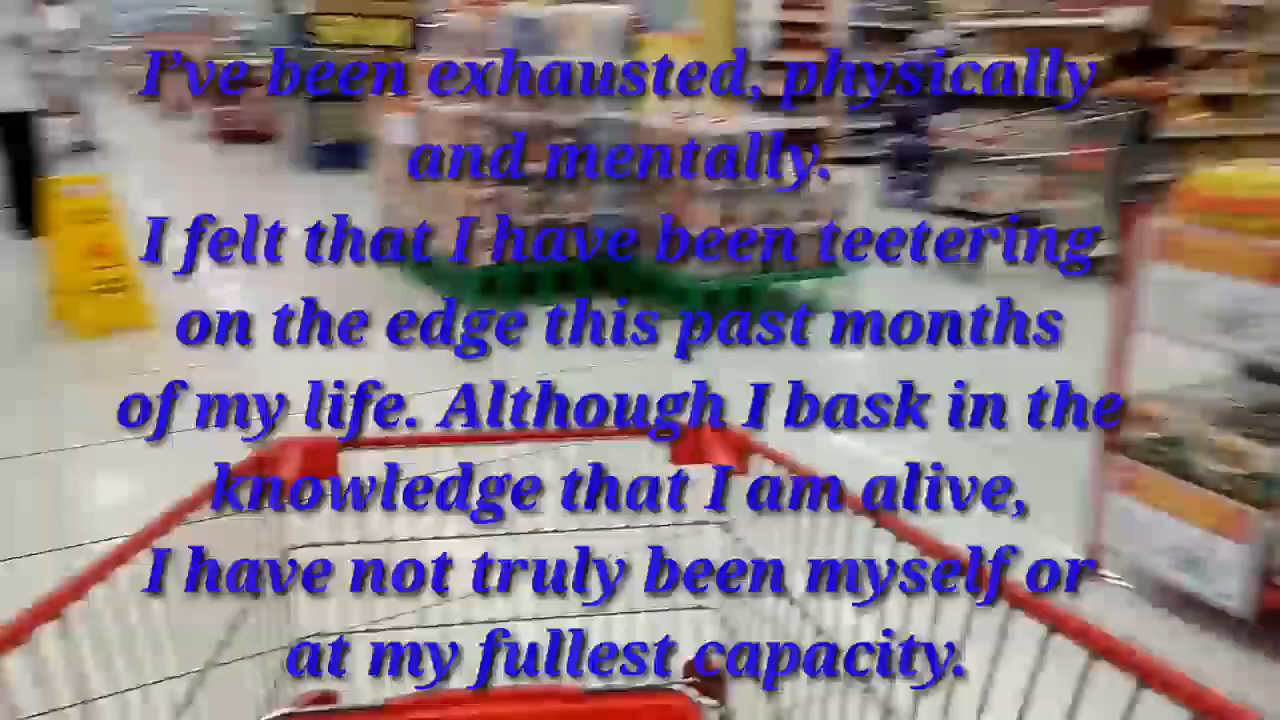 I've been exhausted, physically
and mentally.
I felt that I have been teetering
on the edge this past months
of my life. Although I bask in the
knowledge that I am alive,
I have not truly been myself or
at my fullest capacity.